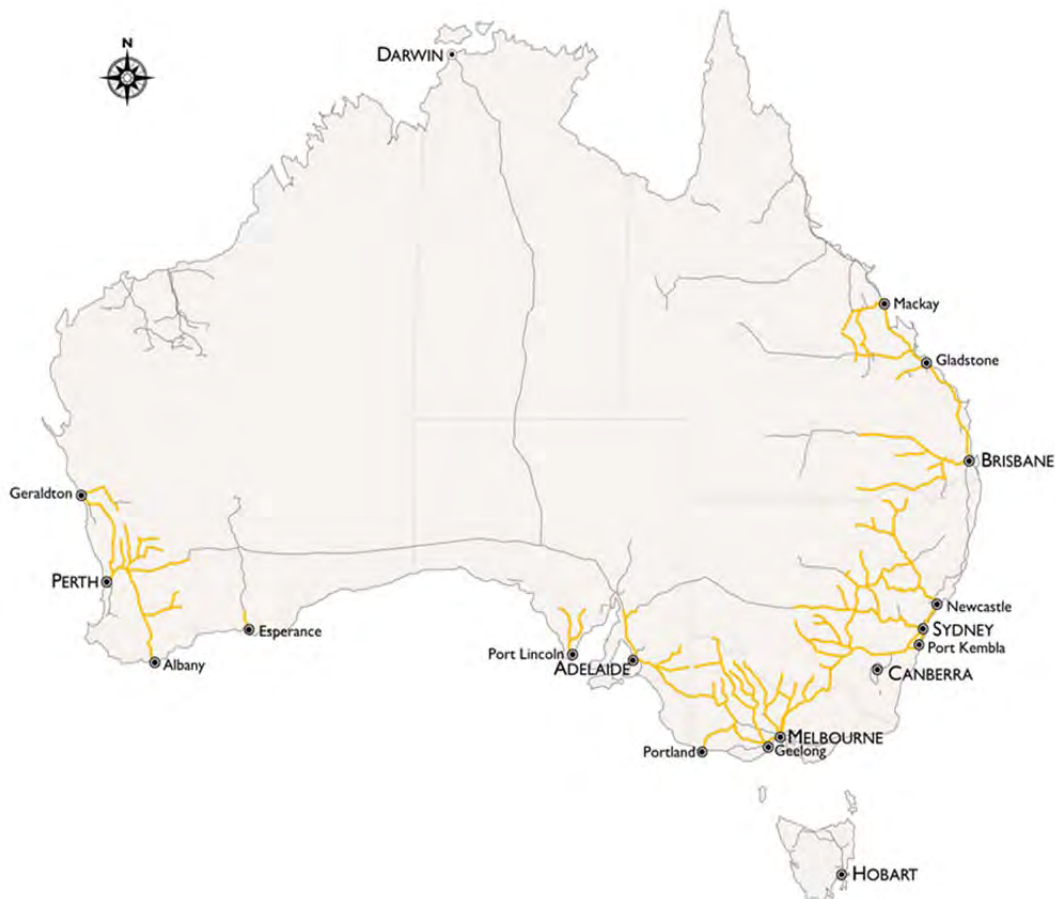 N
DARWIN
Mackay
Gladstone
BRISBANE
Geraldton
PERTH
Newcastle
Esperance
SYDNEY
Port Kembla
Port Lincoln
Albany
ADELAIDE
CANBERRA
MELBOURNE
Portland
Geelong
HOBART